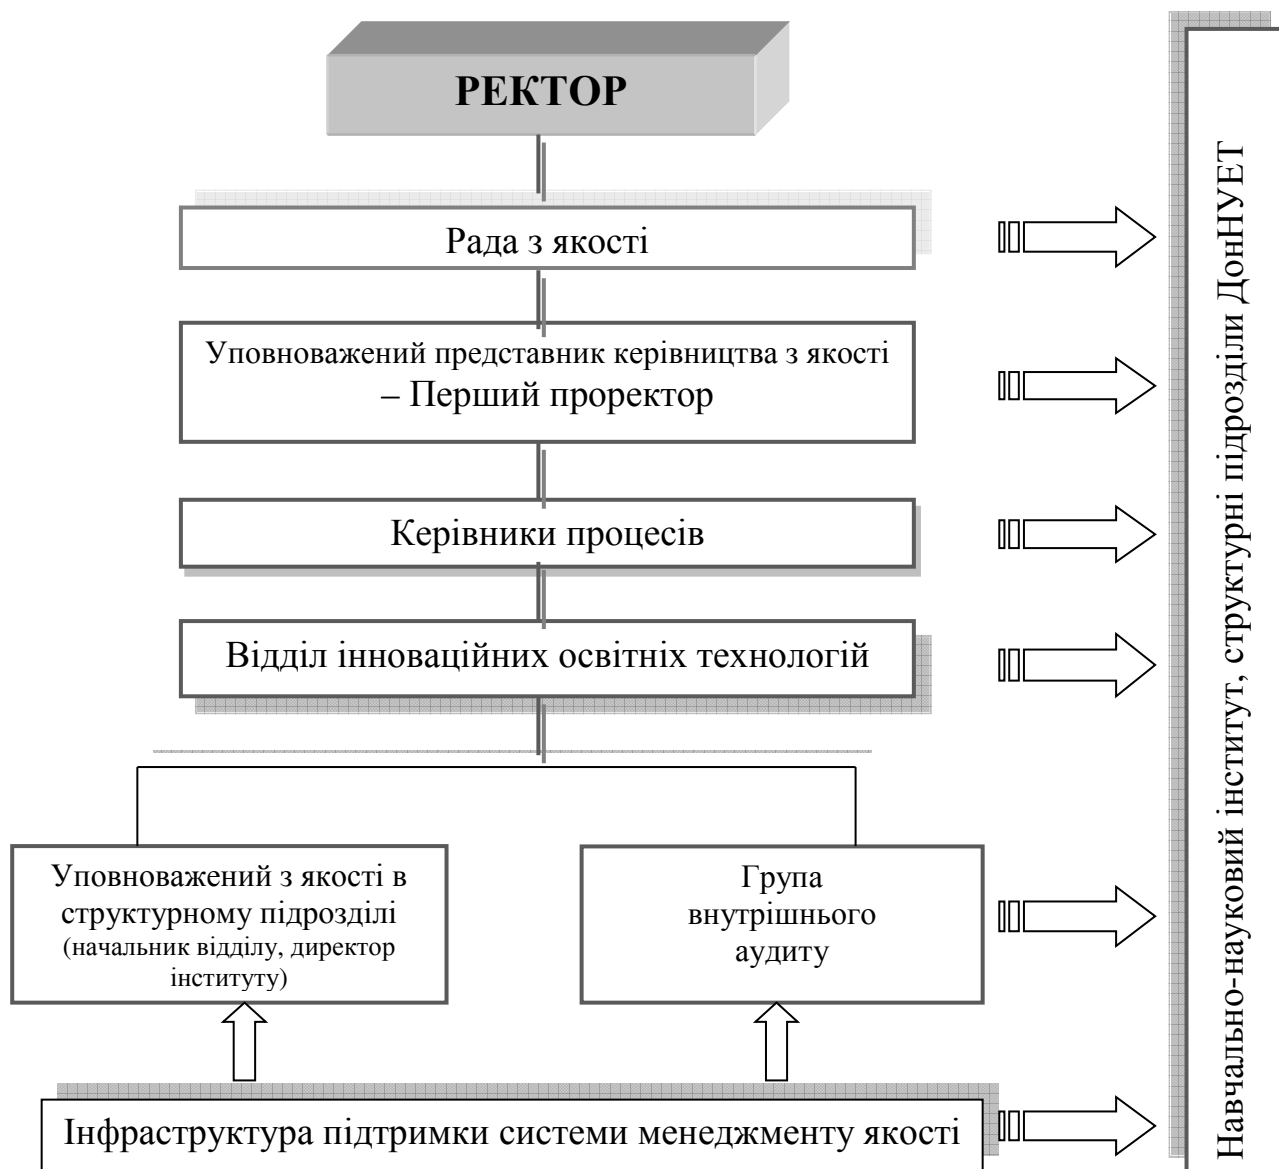 РЕКТОР
Рада з якості
Уповноважений представник керівництва з якості
– Перший проректор
Керівники процесів
Відділ інноваційних освітніх технологій
Уповноважений з якості в
структурному підрозділі
(начальник відділу, директор
інституту)
Група
внутрішнього
аудиту
Інфраструктура підтримки системи менеджменту якості
Навчально-науковий інститут, структурні підрозділи ДонНУЕТ